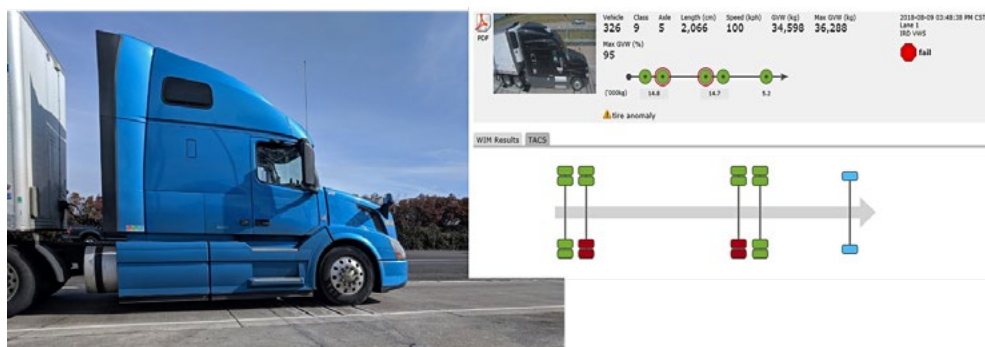 PDF
Vehicle Class Axle Length (cm) Speed (kph) GVW (kg) Max GVW (kg)
326 9 5 2,066 100 34,598 36,288
Max GVW (%)
95
2018-08-09 03:48:38 PM CST
Lane 1
IRD VWS
fail
('000kg) 14.8 14.7 5.2
tire anomaly
WIM Results TACS